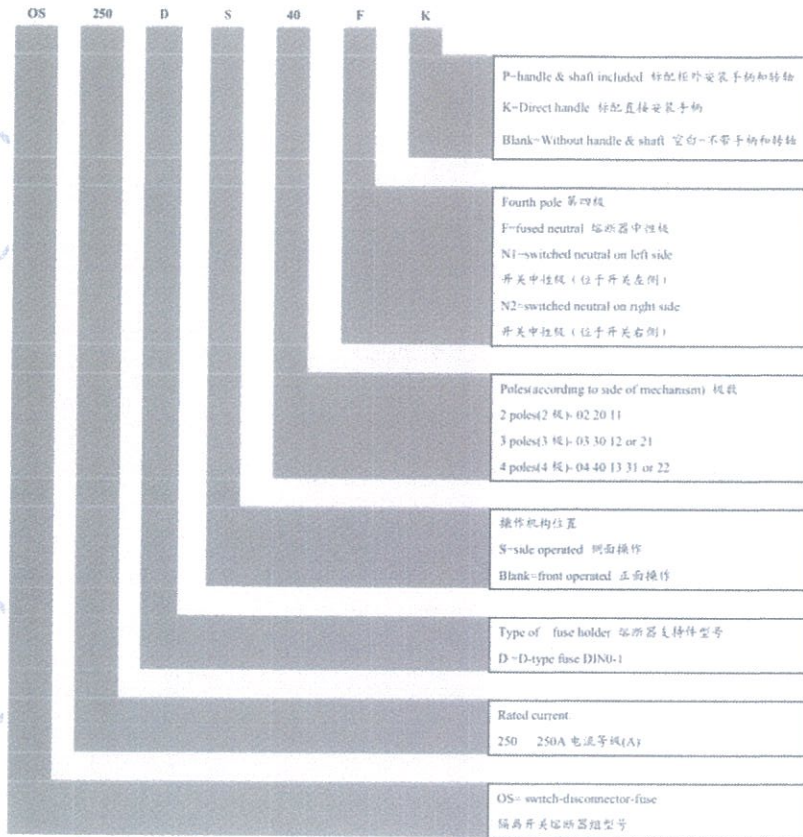 OS 250 D S 40 F K
P=handle & shaft included 标配柜外安装手柄和转轴
K=Direct handle 标配直接安装手柄
Blank=Without handle & shaft 空白-不带手柄和转轴
Fourth pole 第四级
F=fused neutral 熔断器中性极
N1=switched neutral on left side
开关中性极（位于开关左侧）
N2=switched neutral on right side
开关中性极（位于开关右侧）
Poles(according to side of mechanism) 极数
2 poles(2 极)- 02 20 11
3 poles(3 极)- 03 30 12 or 21
4 poles(4 极)- 04 40 13 31 or 22
操作机构位置
S=side operated 侧面操作
Blank=front operated 正面操作
Type of fuse holder 熔断器支持件型号
D=D-type fuse DIN0-1
Rated current
250 250A 电流等级(A)
OS= switch-disconnector-fuse
隔离开关熔断器组型号